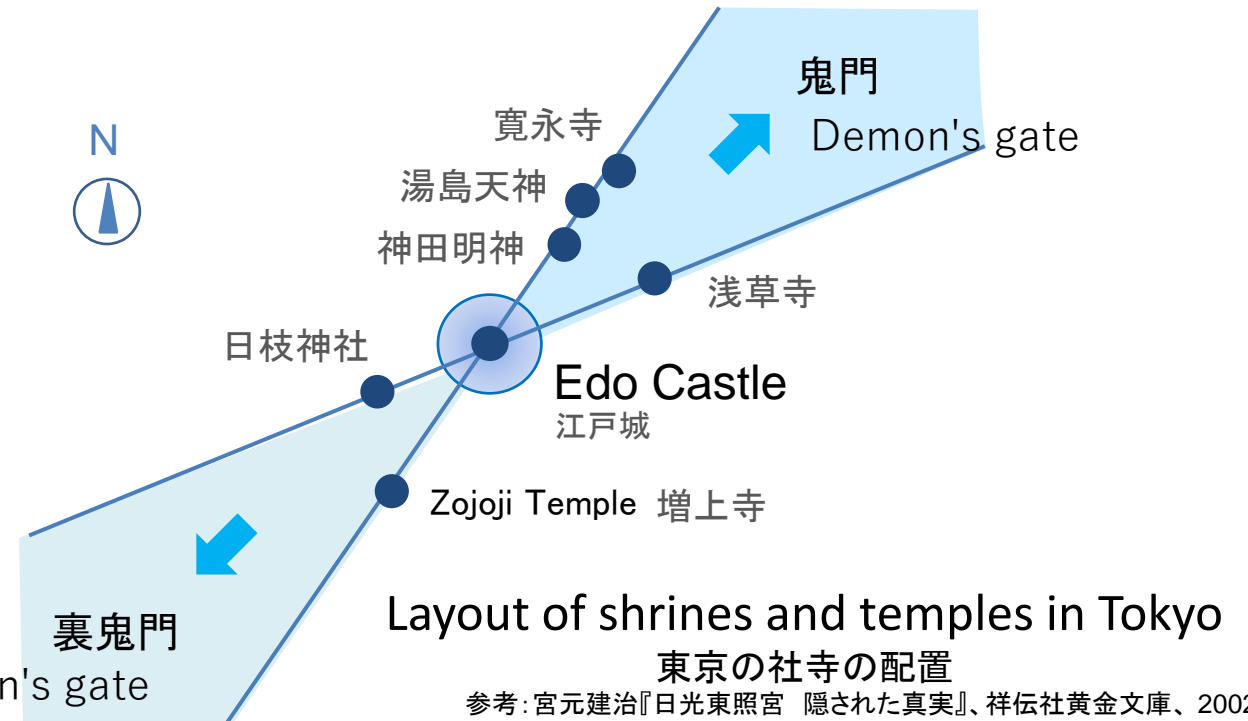 鬼門
Demon's gate
N
寛永寺
湯島天神
神田明神
浅草寺
日枝神社
Edo Castle
江戸城
Zojoji Temple 増上寺
裏鬼門
n's gate
Layout of shrines and temples in Tokyo
東京の社寺の配置
参考:宮元建治『日光東照宮 隠された真実』、祥伝社黄金文庫、2002